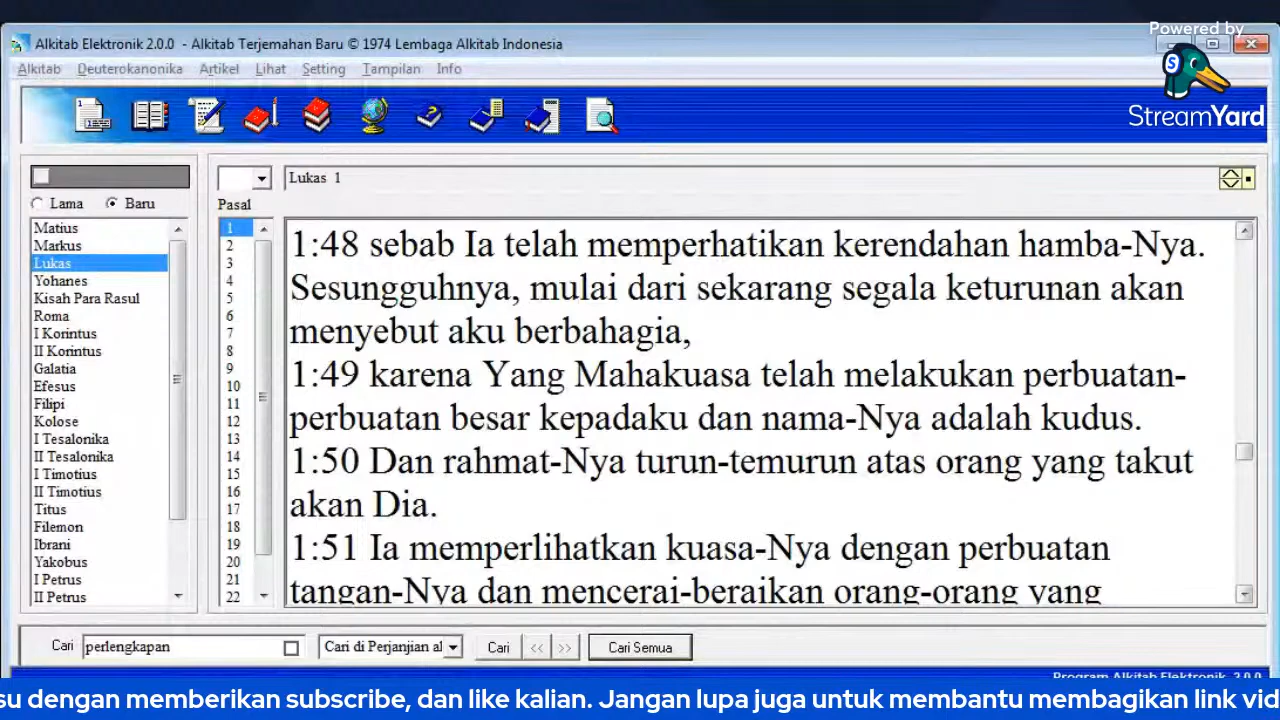 Powered by
StreamYard
Alkitab Elektronik 2.0.0 - Alkitab Terjemahan Baru © 1974 Lembaga Alkitab Indonesia
Alkitab Deuterokanonika Artikel Lihat Setting Tampilan Info
Lukas 1
Lama Baru
Pasal
Matius
Markus
Lukas
Yohanes
Kisah Para Rasul
Roma
I Korintus
II Korintus
Galatia
Efesus
Filipi
Kolose
I Tesalonika
II Tesalonika
I Timotius
II Timotius
Titus
Filemon
Ibrani
Yakobus
I Petrus
II Petrus
1
2
3
4
5
6
7
8
9
10
11
12
13
14
15
16
17
18
19
20
21
22
1:48 sebab Ia telah memperhatikan kerendahan hamba-Nya.
Sesungguhnya, mulai dari sekarang segala keturunan akan
menyebut aku berbahagia,
1:49 karena Yang Mahakuasa telah melakukan perbuatan-
perbuatan besar kepadaku dan nama-Nya adalah kudus.
1:50 Dan rahmat-Nya turun-temurun atas orang yang takut
akan Dia.
1:51 Ia memperlihatkan kuasa-Nya dengan perbuatan
tangan-Nya dan mencerai-beraikan orang-orang yang
Cari perlengkapan Cari di Perjanjian al Cari << >> Cari Semua
Program Alkitab Elektronik 2.0.0
su dengan memberikan subscribe, dan like kalian. Jangan lupa juga untuk membantu membagikan link vid